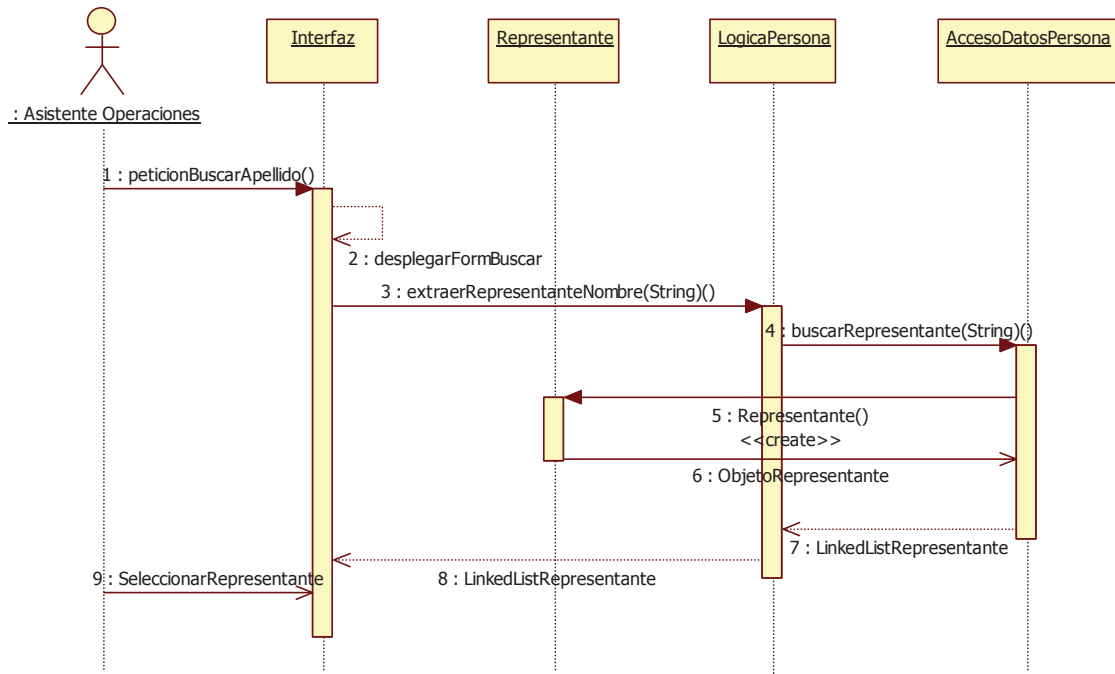 Interfaz
Representante
LogicaPersona
AccesoDatosPersona
: Asistente Operaciones
1 : peticionBuscarApellido()
2 : desplegarFormBuscar
3 : extraerRepresentanteNombre(String)()
4 : buscarRepresentante(String)()
5 : Representante()
<<create>>
6 : ObjetoRepresentante
7 : LinkedListRepresentante
8 : LinkedListRepresentante
9 : SeleccionarRepresentante